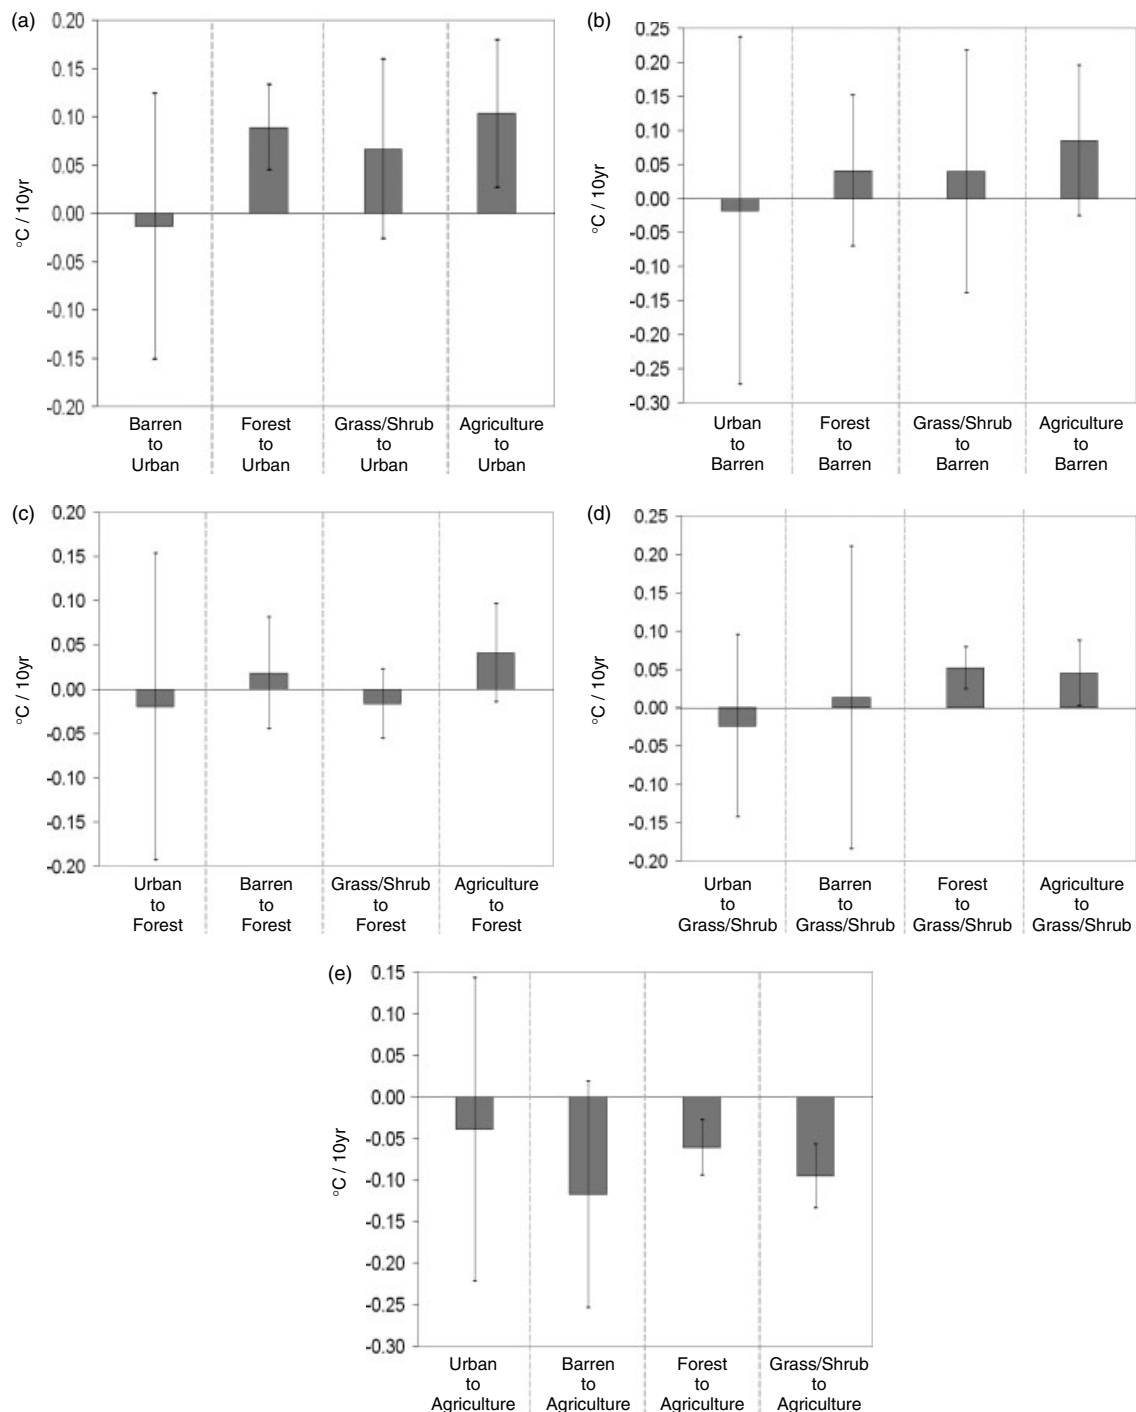 (a)
°C / 10yr
0.20
0.15
0.10
0.05
0.00
-0.05
-0.10
-0.15
-0.20
Barren to Urban
Forest to Urban
Grass/Shrub to Urban
Agriculture to Urban
(b)
°C / 10yr
0.25
0.20
0.15
0.10
0.05
0.00
-0.05
-0.10
-0.15
-0.20
-0.25
-0.30
Urban to Barren
Forest to Barren
Grass/Shrub to Barren
Agriculture to Barren
(c)
°C / 10yr
0.20
0.15
0.10
0.05
0.00
-0.05
-0.10
-0.15
-0.20
Urban to Forest
Barren to Forest
Grass/Shrub to Forest
Agriculture to Forest
(d)
°C / 10yr
0.25
0.20
0.15
0.10
0.05
0.00
-0.05
-0.10
-0.15
-0.20
Urban to Grass/Shrub
Barren to Grass/Shrub
Forest to Grass/Shrub
Agriculture to Grass/Shrub
(e)
°C / 10yr
0.15
0.10
0.05
0.00
-0.05
-0.10
-0.15
-0.20
-0.25
-0.30
Urban to Agriculture
Barren to Agriculture
Forest to Agriculture
Grass/Shrub to Agriculture